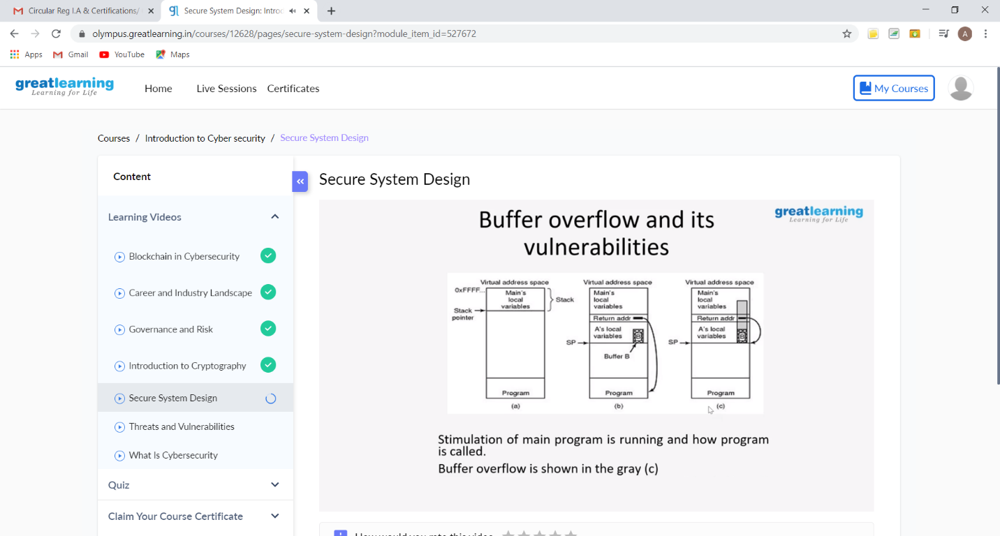 Circular Reg I.A & Certifications/
Secure System Design: Introd
olympus.greatlearning.in/courses/12628/pages/secure-system-design?module_item_id=527672
A
Apps Gmail YouTube Maps
greatlearning
Learning for Life
Home Live Sessions Certificates
My Courses
Courses / Introduction to Cyber security / Secure System Design
Content
Learning Videos
Blockchain in Cybersecurity
Career and Industry Landscape
Governance and Risk
Introduction to Cryptography
Secure System Design
Threats and Vulnerabilities
What Is Cybersecurity
Quiz
Claim Your Course Certificate
«
Secure System Design
Buffer overflow and its
vulnerabilities
greatlearning
Learning for Life
Virtual address space
0xFFFF...
Main's
local
variables
Stack
Stack
pointer
Program
(a)
Virtual address space
Main's
local
variables
Return addr
A's local
variables
B
SP
Buffer B
Program
(b)
Virtual address space
Main's
local
variables
Return addr
A's local
variables
B
SP
Program
(c)
Stimulation of main program is running and how program
is called.
Buffer overflow is shown in the gray (c)
How would you rate this video